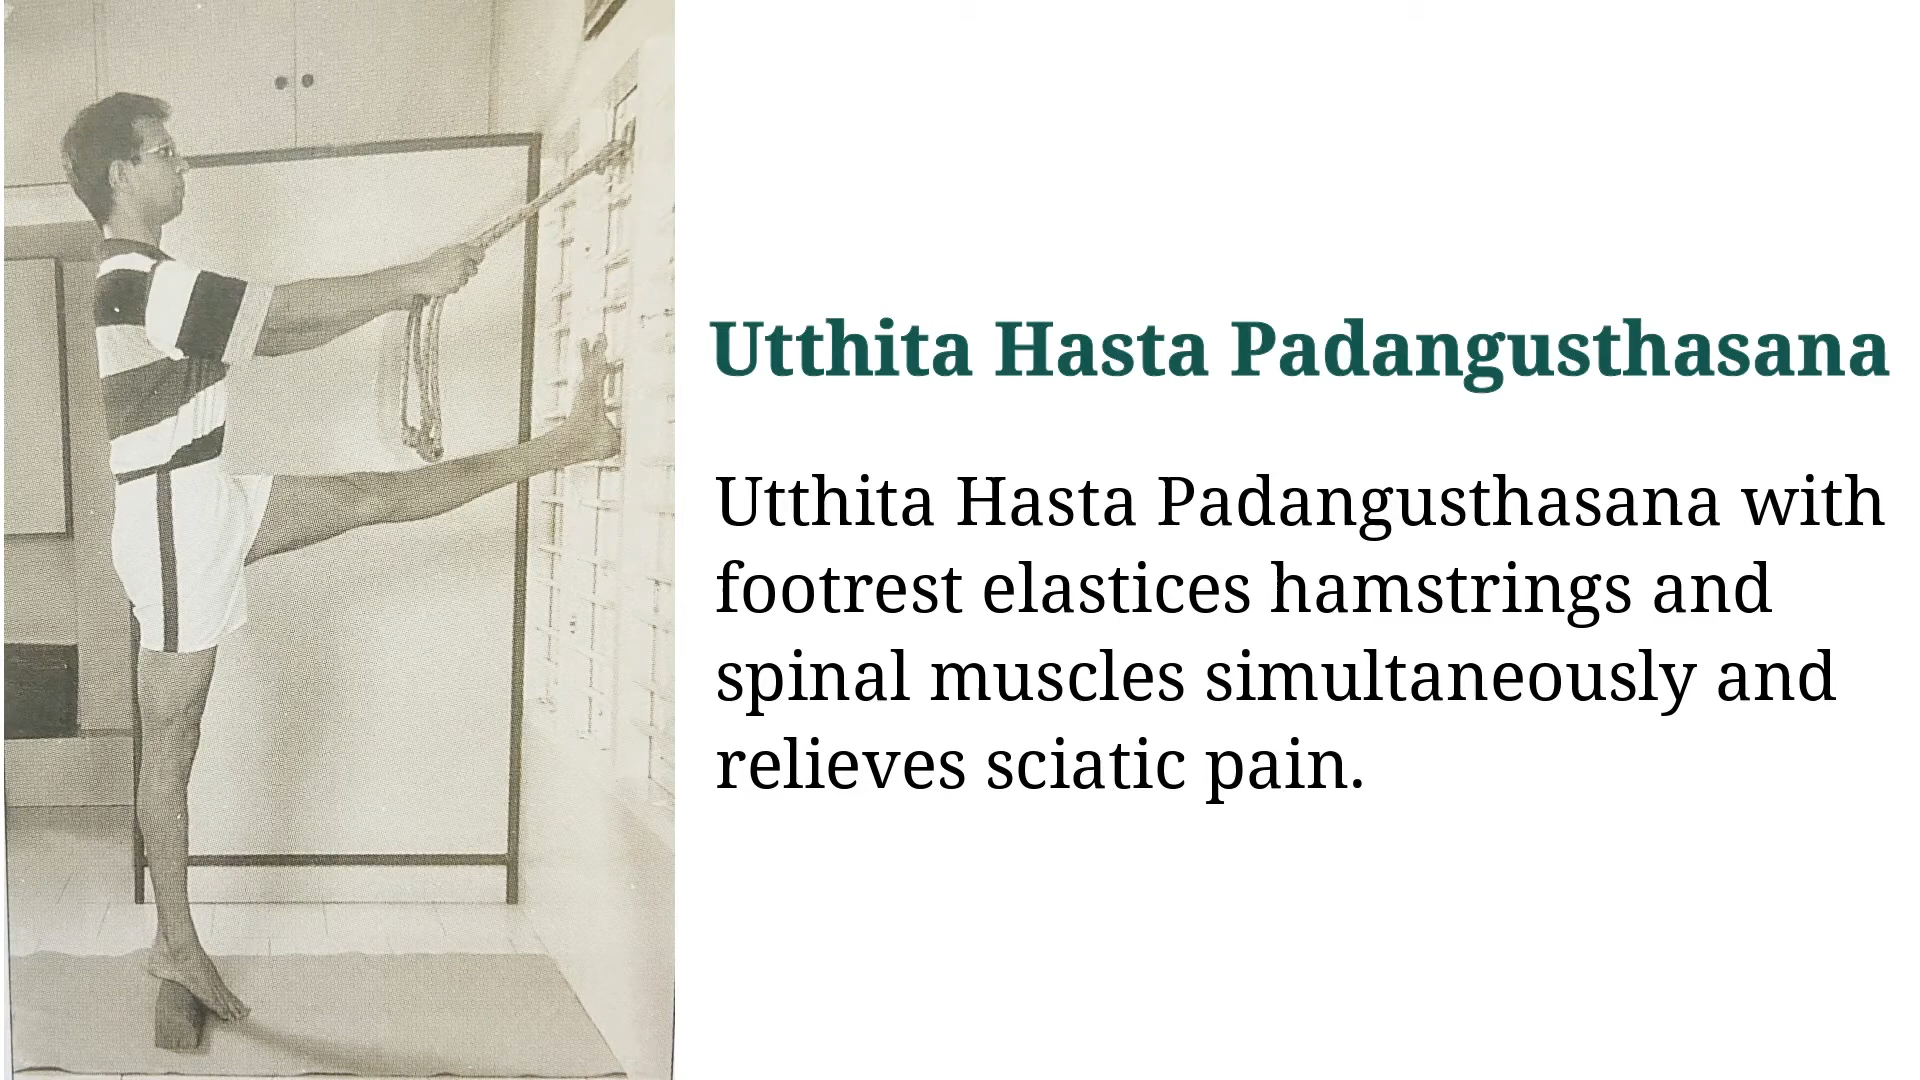 Utthita Hasta Padangusthasana
Utthita Hasta Padangusthasana with
footrest elastices hamstrings and
spinal muscles simultaneously and
relieves sciatic pain.